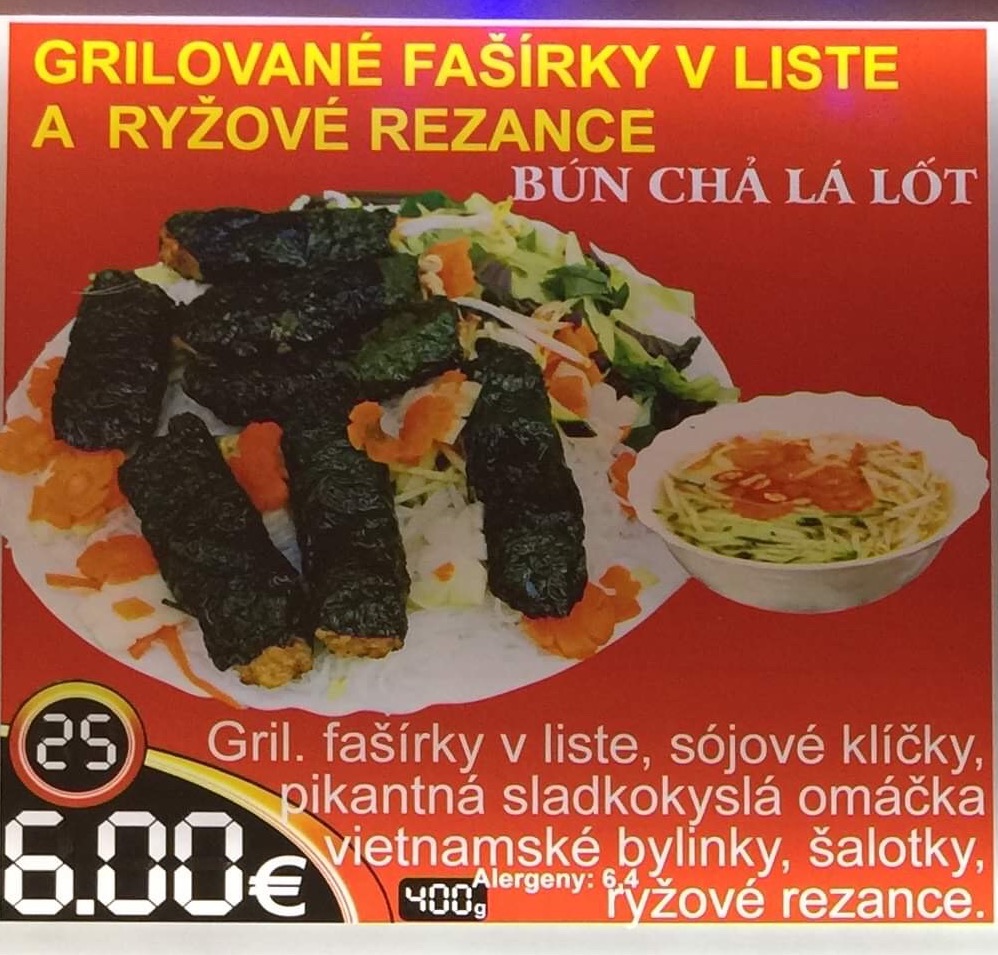 GRILOVANÉ FAŠÍRKY V LISTE
A RYŽOVÉ REZANCE
BÚN CHẢ LÁ LỐT
25
Gril. fašírky v liste, sójové klíčky,
pikantná sladkokyslá omáčka
vietnamské bylinky, šalotky,
Alergeny: 6,4
ryžové rezance.
6.00€
400g